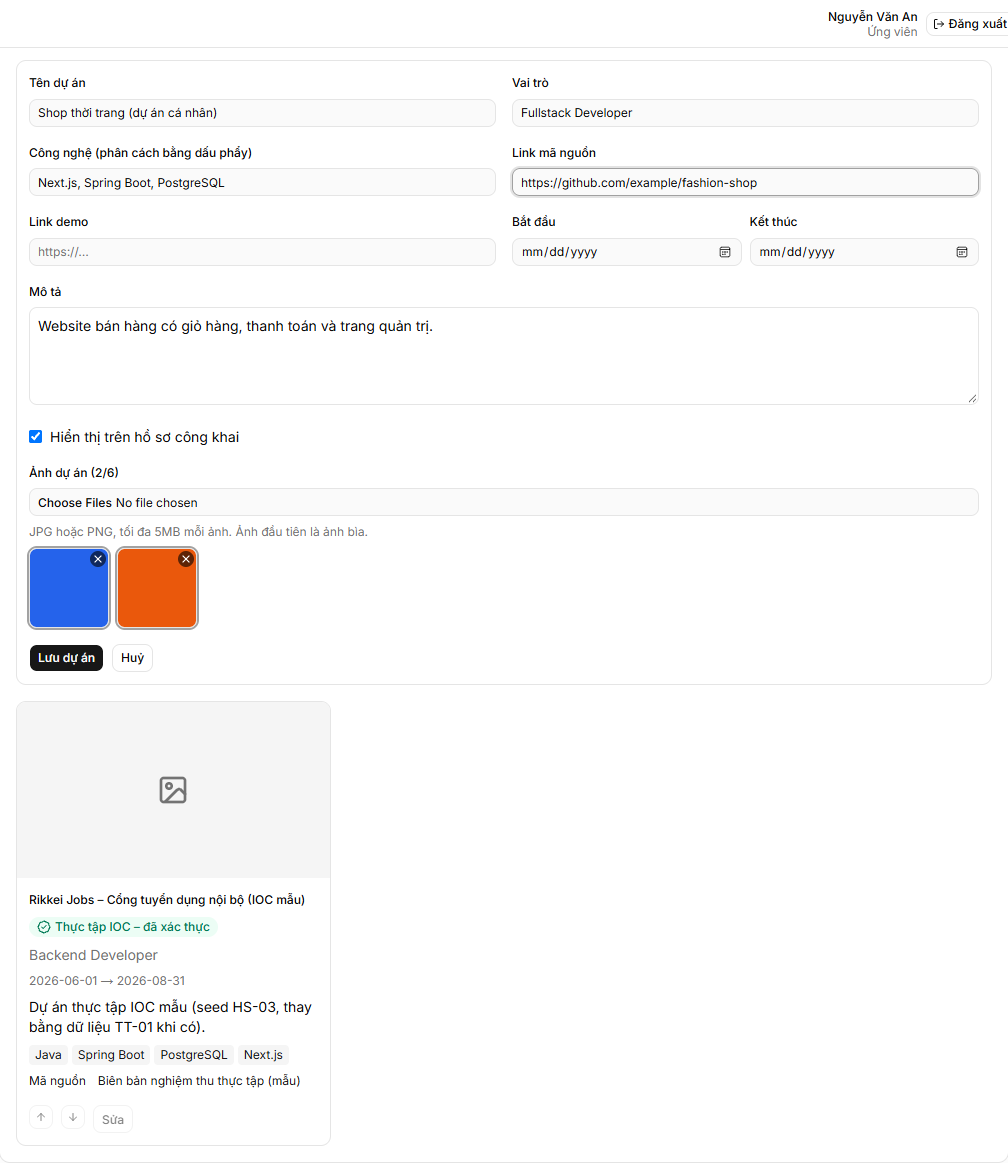 Nguyễn Văn An
Ứng viên
Đăng xuất
Tên dự án
Vai trò
Shop thời trang (dự án cá nhân)
Fullstack Developer
Công nghệ (phân cách bằng dấu phẩy)
Link mã nguồn
Next.js, Spring Boot, PostgreSQL
https://github.com/example/fashion-shop
Link demo
Bắt đầu
Kết thúc
https://...
mm/dd/yyyy
mm/dd/yyyy
Mô tả
Website bán hàng có giỏ hàng, thanh toán và trang quản trị.
Hiển thị trên hồ sơ công khai
Ảnh dự án (2/6)
Choose Files No file chosen
JPG hoặc PNG, tối đa 5MB mỗi ảnh. Ảnh đầu tiên là ảnh bìa.
Lưu dự án
Huỷ
Rikkei Jobs – Cổng tuyển dụng nội bộ (IOC mẫu)
Thực tập IOC – đã xác thực
Backend Developer
2026-06-01 → 2026-08-31
Dự án thực tập IOC mẫu (seed HS-03, thay
bằng dữ liệu TT-01 khi có).
Java Spring Boot PostgreSQL Next.js
Mã nguồn Biên bản nghiệm thu thực tập (mẫu)
↑ ↓ Sửa